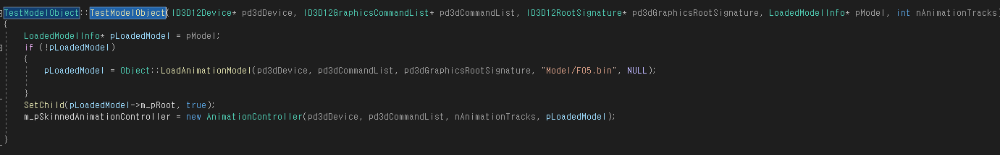 TestModelObject::TestModelObject(ID3D12Device* pd3dDevice, ID3D12GraphicsCommandList* pd3dCommandList, ID3D12RootSignature* pd3dGraphicsRootSignature, LoadedModelInfo* pModel, int nAnimationTracks)
{
LoadedModelInfo* pLoadedModel = pModel;
if (!pLoadedModel)
{
pLoadedModel = Object::LoadAnimationModel(pd3dDevice, pd3dCommandList, pd3dGraphicsRootSignature, "Model/FO5.bin", NULL);
}
SetChild(pLoadedModel->m_pRoot, true);
m_pSkinnedAnimationController = new AnimationController(pd3dDevice, pd3dCommandList, nAnimationTracks, pLoadedModel);
}